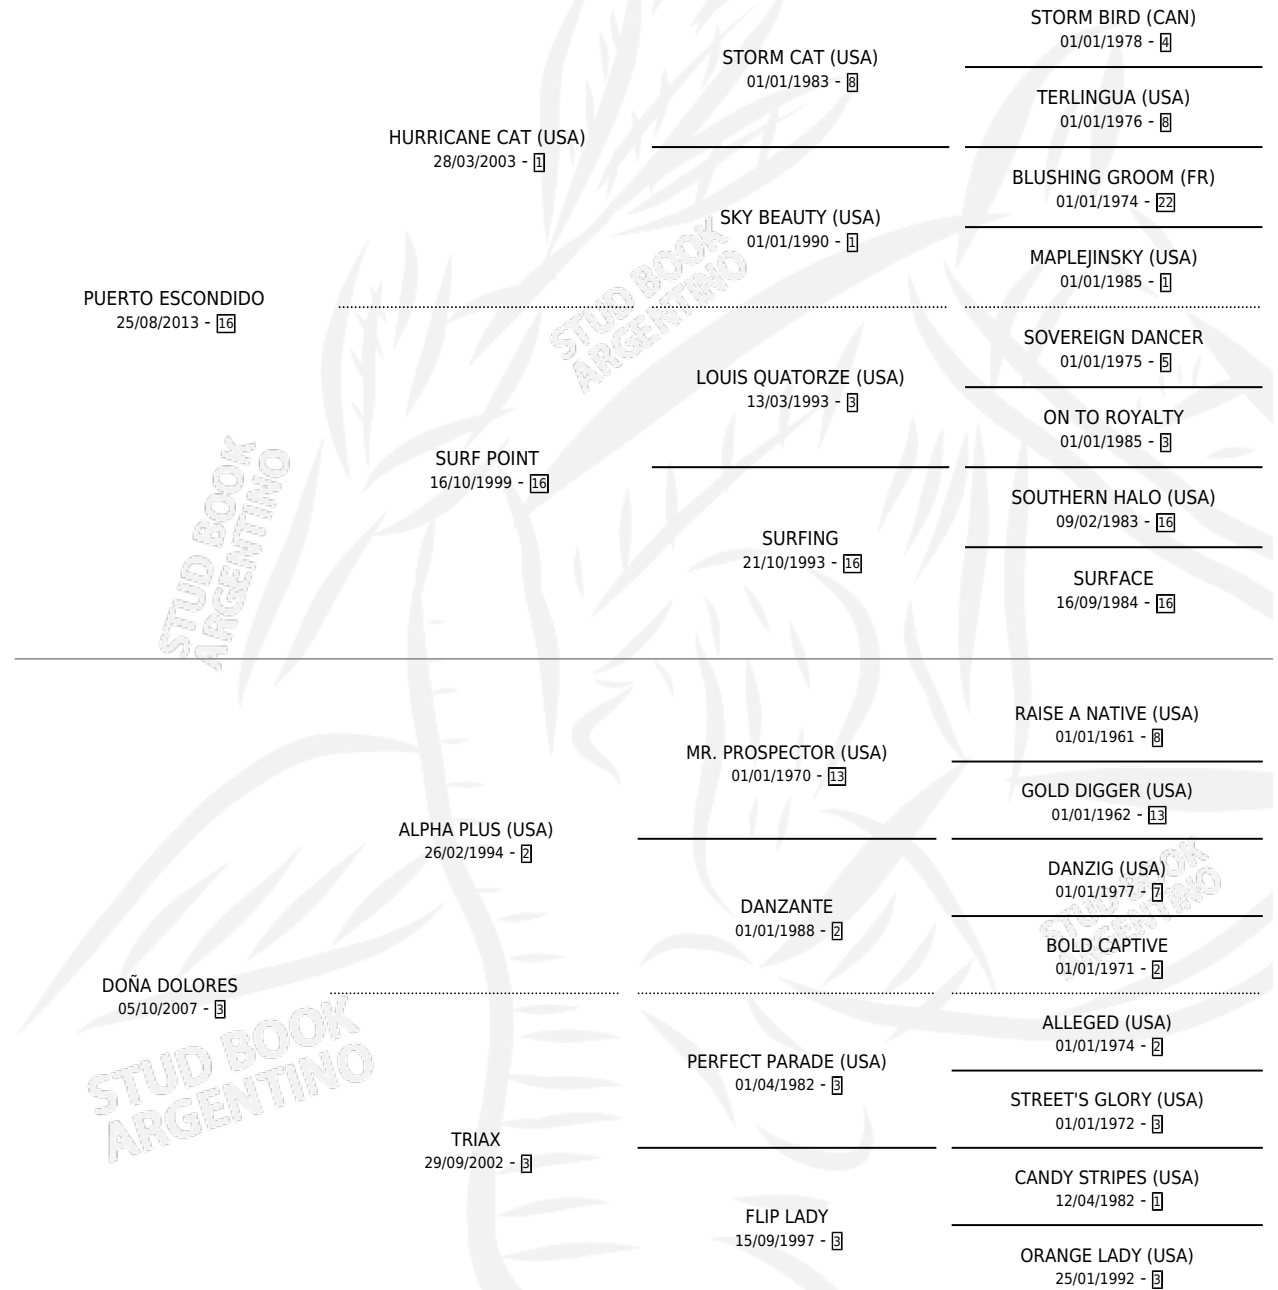 STORM BIRD (CAN)
01/01/1978 - 4
STORM CAT (USA)
01/01/1983 - 8
TERLINGUA (USA)
01/01/1976 - 8
HURRICANE CAT (USA)
28/03/2003 - 1
BLUSHING GROOM (FR)
01/01/1974 - 22
SKY BEAUTY (USA)
01/01/1990 - 1
MAPLEJINSKY (USA)
01/01/1985 - 1
PUERTO ESCONDIDO
25/08/2013 - 16
SOVEREIGN DANCER
01/01/1975 - 5
LOUIS QUATORZE (USA)
13/03/1993 - 3
ON TO ROYALTY
01/01/1985 - 3
SURF POINT
16/10/1999 - 16
SOUTHERN HALO (USA)
09/02/1983 - 16
SURFING
21/10/1993 - 16
SURFACE
16/09/1984 - 16
RAISE A NATIVE (USA)
01/01/1961 - 8
MR. PROSPECTOR (USA)
01/01/1970 - 13
GOLD DIGGER (USA)
01/01/1962 - 13
ALPHA PLUS (USA)
26/02/1994 - 2
DANZIG (USA)
01/01/1977 - 7
DANZANTE
01/01/1988 - 2
BOLD CAPTIVE
01/01/1971 - 2
DOÑA DOLORES
05/10/2007 - 3
ALLEGED (USA)
01/01/1974 - 2
PERFECT PARADE (USA)
01/04/1982 - 3
STREET'S GLORY (USA)
01/01/1972 - 3
TRIAX
29/09/2002 - 3
CANDY STRIPES (USA)
12/04/1982 - 1
FLIP LADY
15/09/1997 - 3
ORANGE LADY (USA)
25/01/1992 - 3
STUD BOOK
ARGENTINO
STUD BOOK
ARGENTINO
STUD BOOK
ARGENTINO
STUD BOOK
ARGENTINO